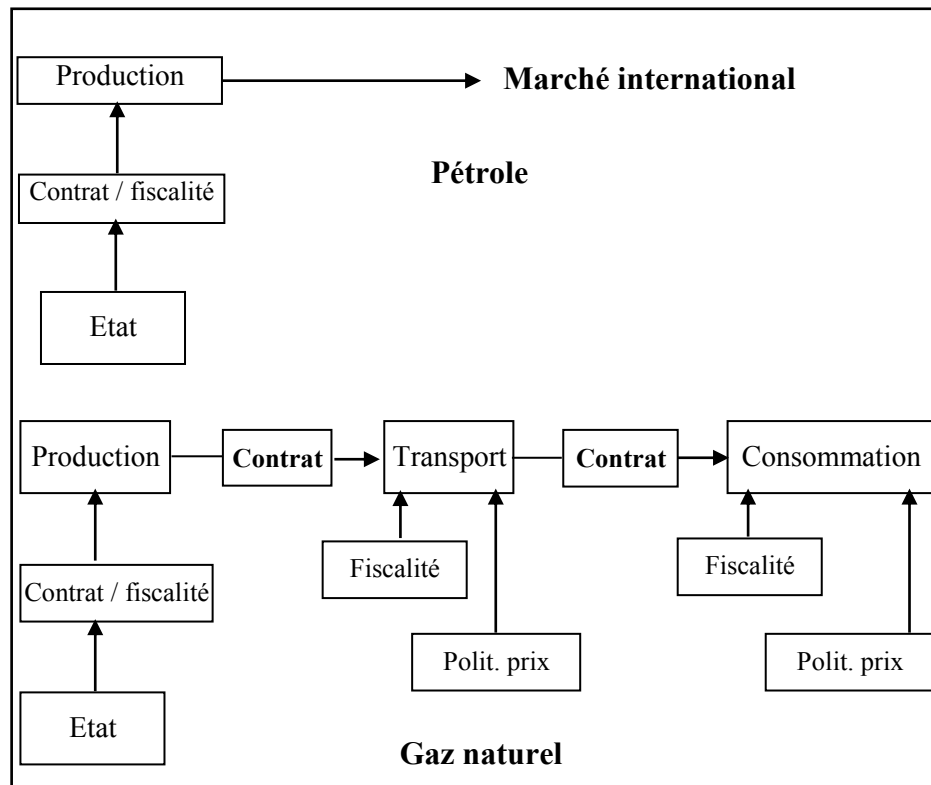 Production
Marché international
Pétrole
Contrat / fiscalité
Etat
Production
Contrat
Transport
Contrat
Consommation
Fiscalité
Fiscalité
Contrat / fiscalité
Polit. prix
Polit. prix
Etat
Gaz naturel